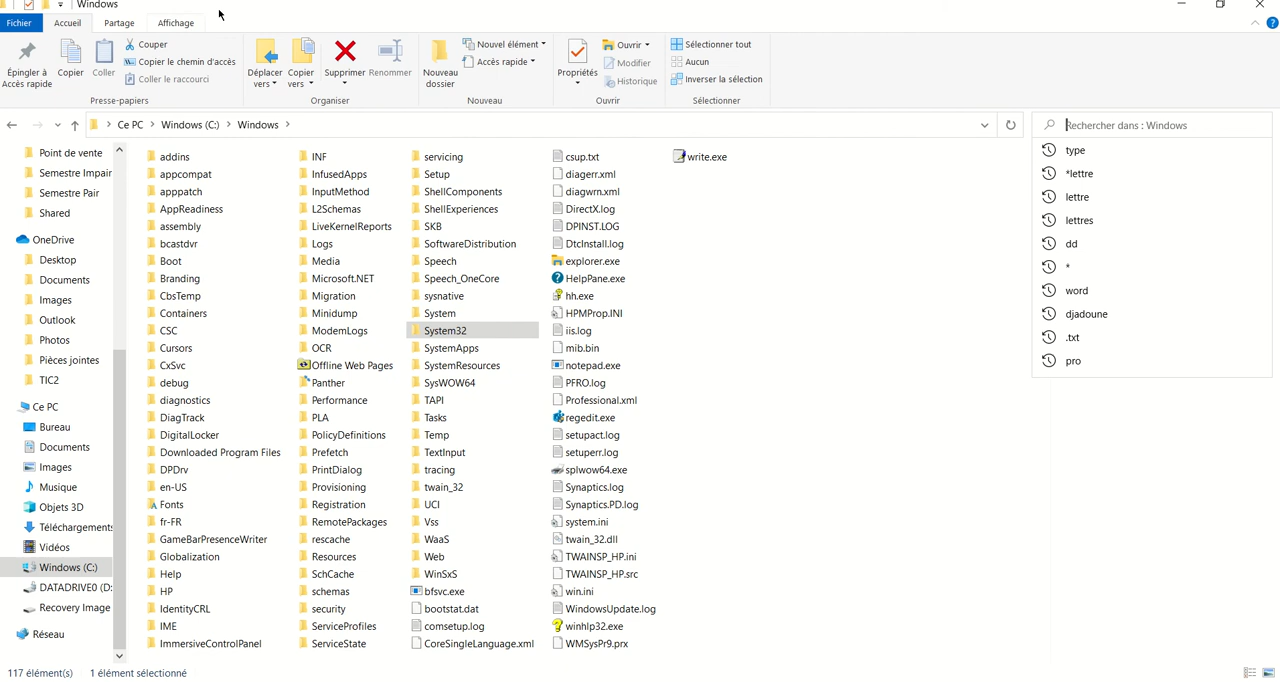 Windows
Fichier Accueil Partage Affichage
Épingler à Accès rapide
Copier
Coller
Couper
Copier le chemin d'accès
Coller le raccourci
Presse-papiers
Déplacer vers
Copier vers
Supprimer
Renommer
Organiser
Nouveau dossier
Nouvel élément
Accès rapide
Nouveau
Propriétés
Ouvrir
Modifier
Historique
Ouvrir
Sélectionner tout
Aucun
Inverser la sélection
Sélectionner
Ce PC > Windows (C:) > Windows >
Rechercher dans : Windows
type
*lettre
lettre
lettres
dd
*
word
djadoune
.txt
pro
Point de vente
Semestre Impair
Semestre Pair
Shared
OneDrive
Desktop
Documents
Images
Outlook
Photos
Pièces jointes
TIC2
Ce PC
Bureau
Documents
Images
Musique
Objets 3D
Téléchargements
Vidéos
Windows (C:)
DATADRIVE0 (D:
Recovery Image
Réseau
addins
appcompat
apppatch
AppReadiness
assembly
bcastdvr
Boot
Branding
CbsTemp
Containers
CSC
Cursors
CxSvc
debug
diagnostics
DiagTrack
DigitalLocker
Downloaded Program Files
DPDrv
en-US
Fonts
fr-FR
GameBarPresenceWriter
Globalization
Help
HP
IdentityCRL
IME
ImmersiveControlPanel
INF
InfusedApps
InputMethod
L2Schemas
LiveKernelReports
Logs
Media
Microsoft.NET
Migration
Minidump
ModemLogs
OCR
Offline Web Pages
Panther
Performance
PLA
PolicyDefinitions
Prefetch
PrintDialog
Provisioning
Registration
RemotePackages
rescache
Resources
SchCache
schemas
security
ServiceProfiles
ServiceState
servicing
Setup
ShellComponents
ShellExperiences
SKB
SoftwareDistribution
Speech
Speech_OneCore
sysnative
System
System32
SystemApps
SystemResources
SysWOW64
TAPI
Tasks
Temp
TextInput
tracing
twain_32
UCI
Vss
WaaS
Web
WinSxS
bfsvc.exe
bootstat.dat
comsetup.log
CoreSingleLanguage.xml
csup.txt
diagerr.xml
diagwrn.xml
DirectX.log
DPINST.LOG
DtcInstall.log
explorer.exe
HelpPane.exe
hh.exe
HPMProp.INI
iis.log
mib.bin
notepad.exe
PFRO.log
Professional.xml
regedit.exe
setupact.log
setuperr.log
splwow64.exe
Synaptics.log
Synaptics.PD.log
system.ini
twain_32.dll
TWAINSP_HP.ini
TWAINSP_HP.src
win.ini
WindowsUpdate.log
winhlp32.exe
WMSysPr9.prx
write.exe
117 élément(s) 1 élément sélectionné